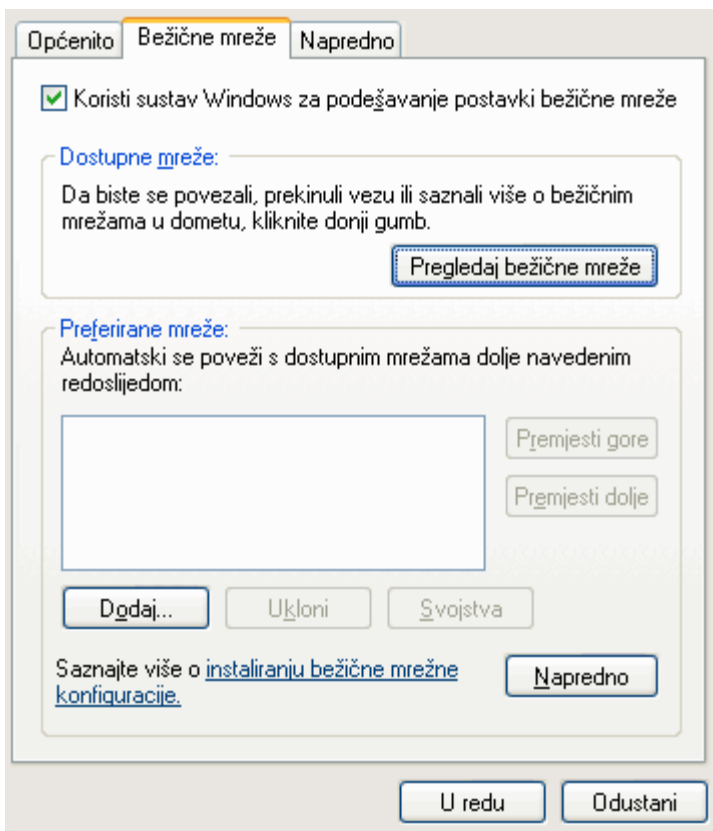 Općenito Bežične mreže Napredno
Koristi sustav Windows za podešavanje postavki bežične mreže
Dostupne mreže:
Da biste se povezali, prekinuli vezu ili saznali više o bežičnim
mrežama u dometu, kliknite donji gumb.
Pregledaj bežične mreže
Preferirane mreže:
Automatski se poveži s dostupnim mrežama dolje navedenim
redoslijedom:
Premjesti gore
Premjesti dolje
Dodaj... Ukloni Svojstva
Saznajte više o instaliranju bežične mrežne
konfiguracije.
Napredno
U redu Odustani